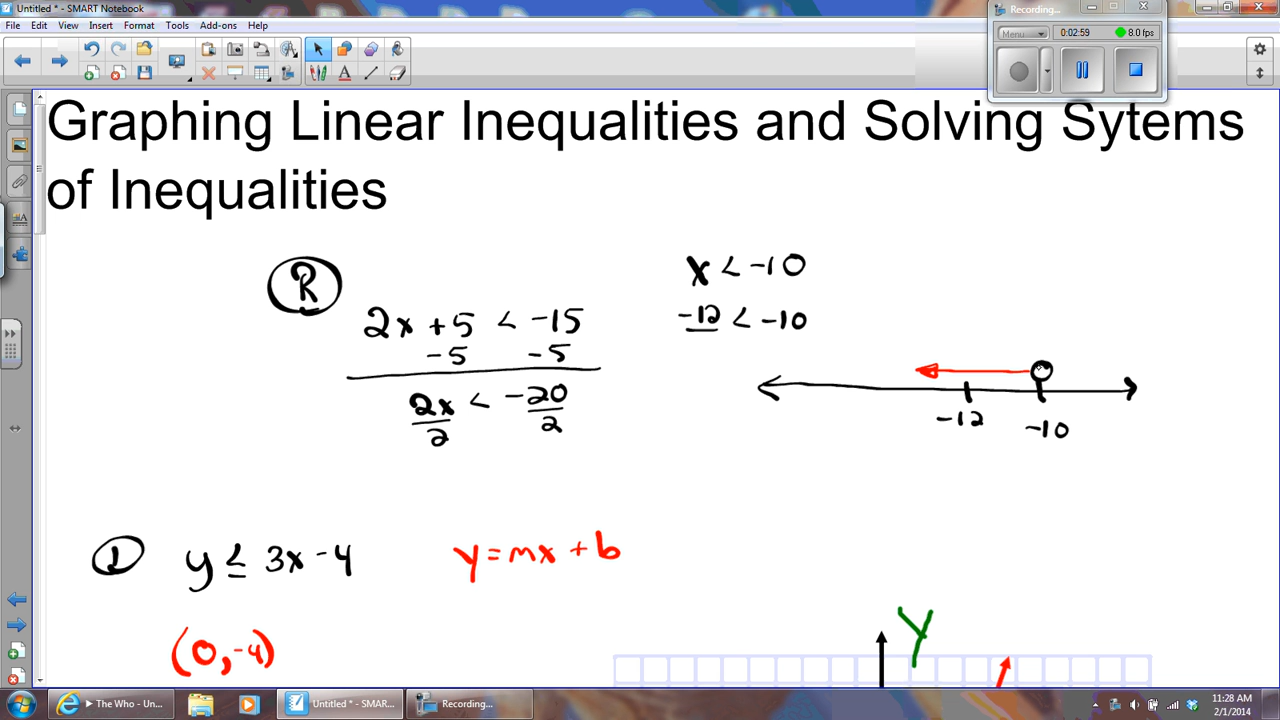 Untitled * - SMART Notebook
Recording...
File Edit View Insert Format Tools Add-ons Help
Menu 0:02:59 8.0 fps
Graphing Linear Inequalities and Solving Sytems
of Inequalities
R
x < -10
2x + 5 < -15
-12 < -10
-5 -5
2x < -20
2 2
-12 -10
1 y ≤ 3x - 4 y = mx + b
Y
(0, -4)
The Who - Un...
Untitled * - SMAR...
Recording...
11:28 AM
2/1/2014